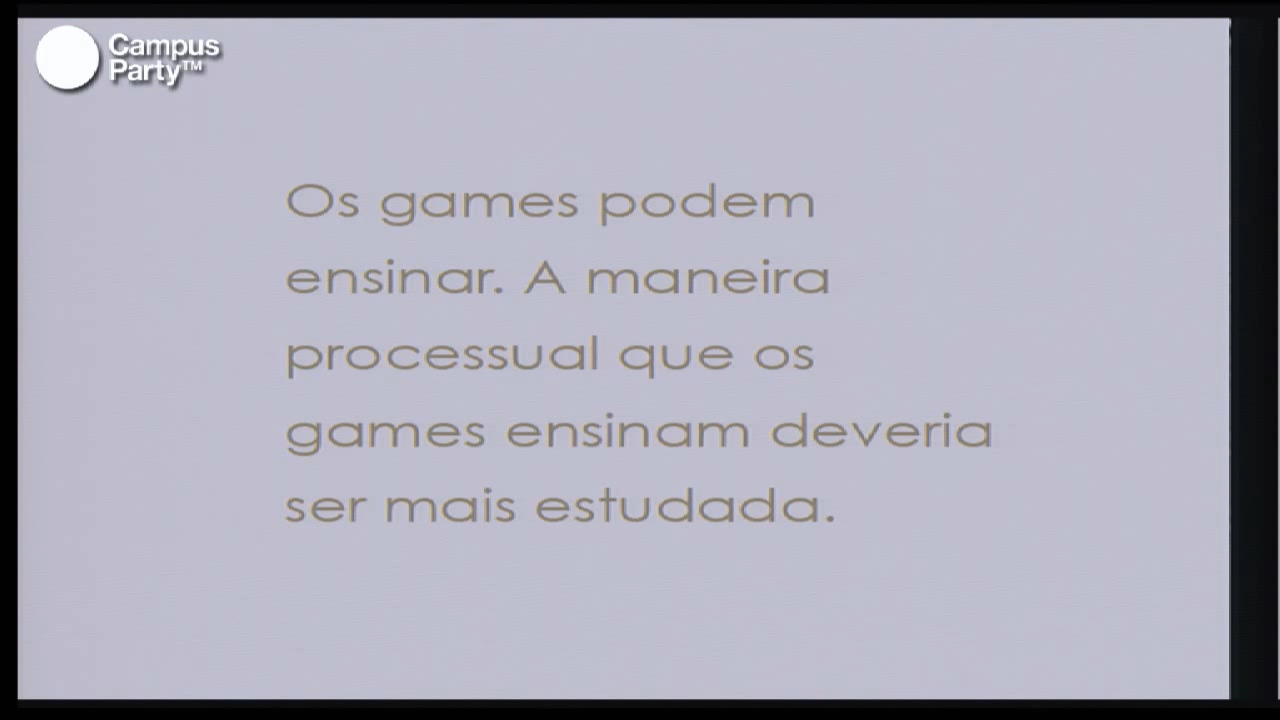 Campus
Party™
Os games podem
ensinar. A maneira
processual que os
games ensinam deveria
ser mais estudada.